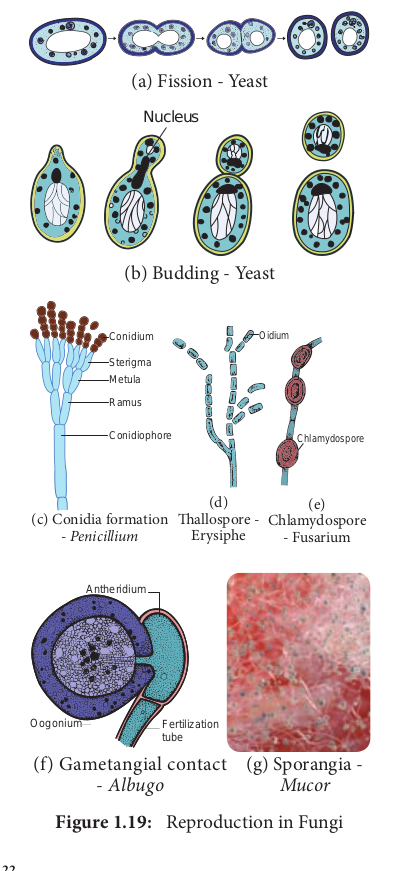 (a) Fission - Yeast
Nucleus
(b) Budding - Yeast
Conidium
Sterigma
Metula
Ramus
Conidiophore
(c) Conidia formation
- Penicillium
Oidium
(d)
Thallospore -
Erysiphe
Chlamydospore
(e)
Chlamydospore
- Fusarium
Antheridium
Oogonium
Fertilization
tube
(f) Gametangial contact
- Albugo
(g) Sporangia -
Mucor
Figure 1.19: Reproduction in Fungi
22